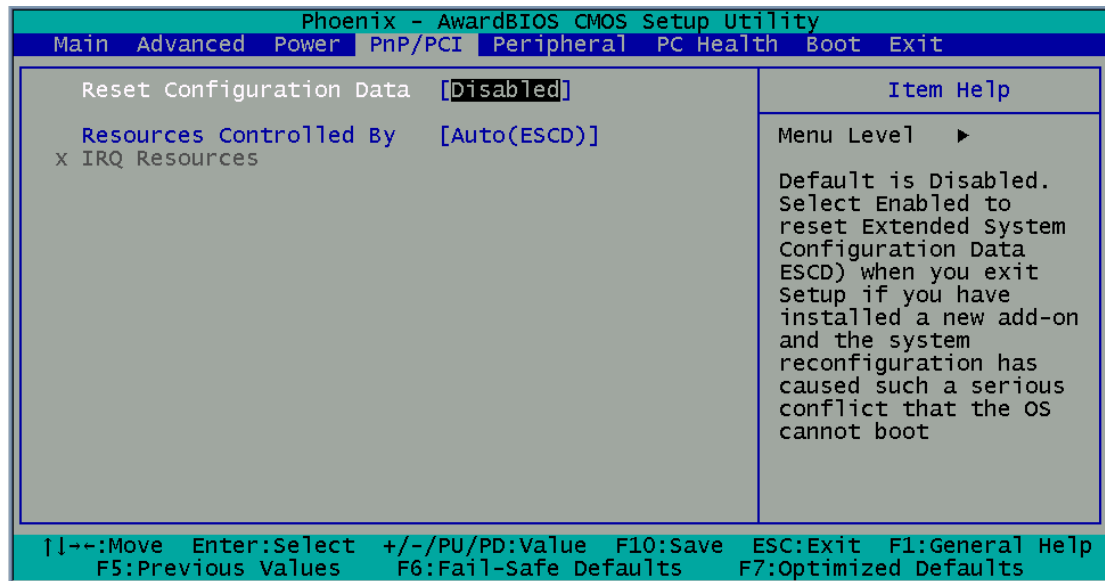 Phoenix - AwardBIOS CMOS Setup Utility
Main Advanced Power PnP/PCI Peripheral PC Health Boot Exit
Reset Configuration Data [Disabled]
Resources Controlled By [Auto(ESCD)]
x IRQ Resources
Item Help
Menu Level ▶
Default is Disabled.
Select Enabled to
reset Extended System
Configuration Data
ESCD) when you exit
Setup if you have
installed a new add-on
and the system
reconfiguration has
caused such a serious
conflict that the OS
cannot boot
↑↓→←:Move Enter:Select +/-/PU/PD:Value F10:Save ESC:Exit F1:General Help
F5:Previous Values F6:Fail-Safe Defaults F7:Optimized Defaults